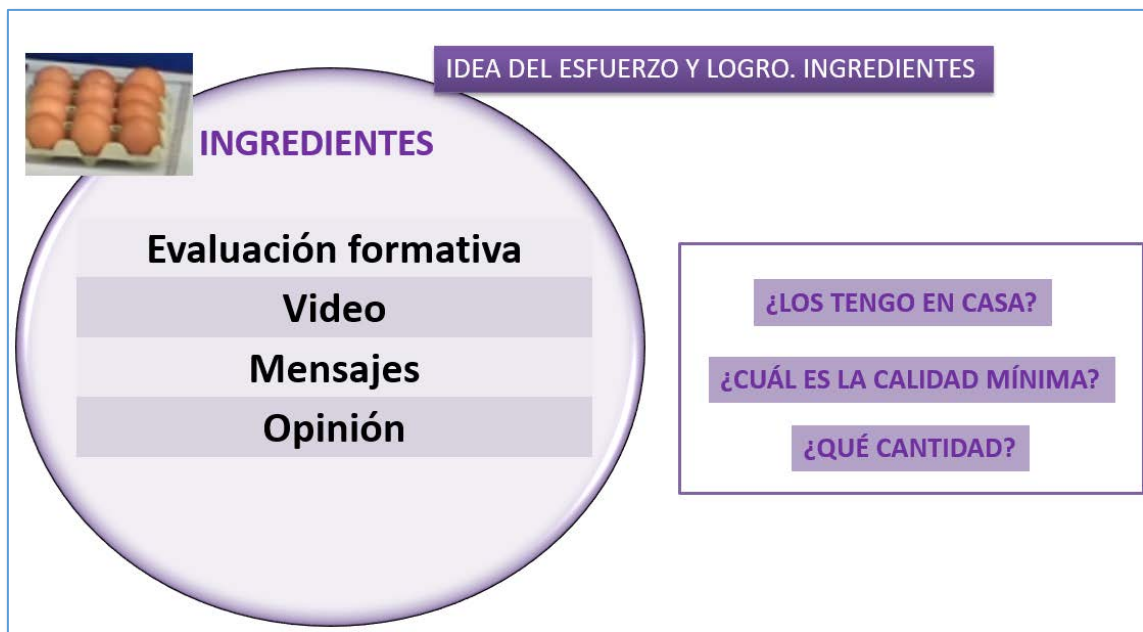 IDEA DEL ESFUERZO Y LOGRO. INGREDIENTES
INGREDIENTES
Evaluación formativa
Video
Mensajes
Opinión
¿LOS TENGO EN CASA?
¿CUÁL ES LA CALIDAD MÍNIMA?
¿QUÉ CANTIDAD?